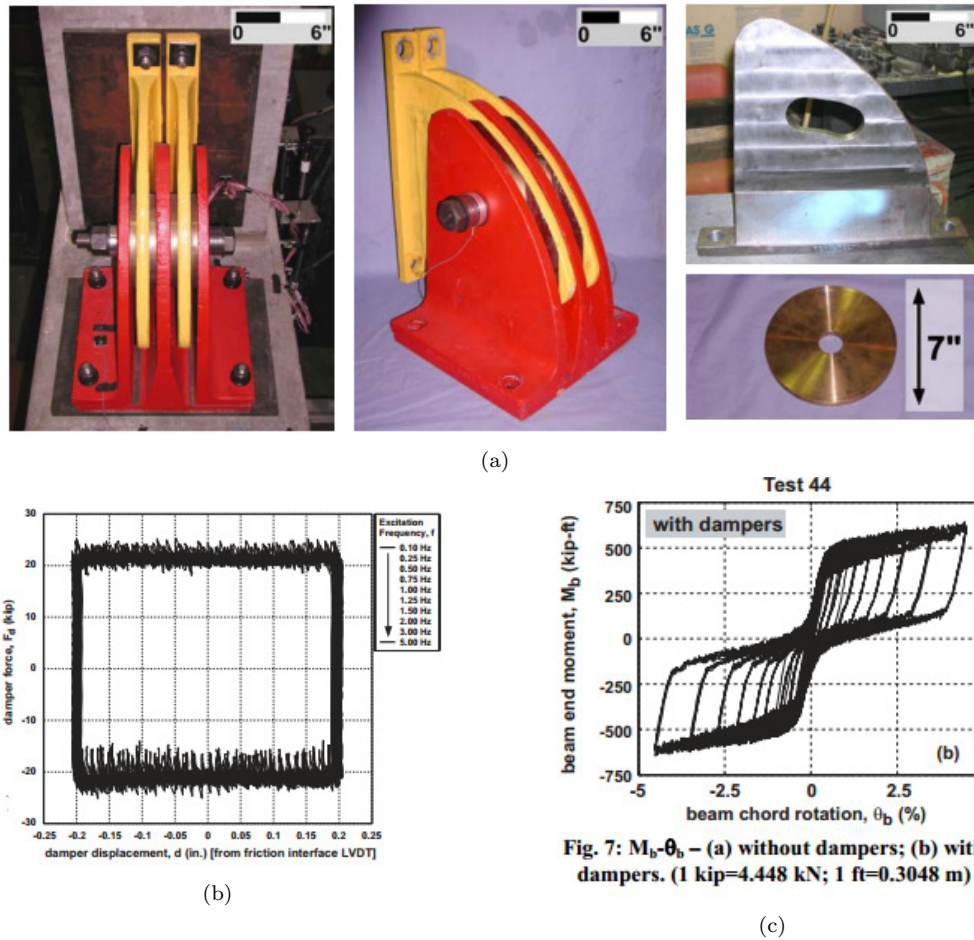 0 6"
0 6"
AS G
0 6"
7"
(a)
30
20
10
0
-10
-20
-30
damper force, F_d (kip)
-0.25 -0.2 -0.15 -0.1 -0.05 0 0.05 0.1 0.15 0.2 0.25
damper displacement, d (in.) [from friction interface LVDT]
Excitation
Frequency, f
0.10 Hz
0.25 Hz
0.50 Hz
0.75 Hz
1.00 Hz
1.25 Hz
1.50 Hz
2.00 Hz
3.00 Hz
5.00 Hz
(b)
Test 44
with dampers
750
500
250
0
-250
-500
-750
beam end moment, M_b (kip-ft)
(b)
-5 -2.5 0 2.5
beam chord rotation, θ_b (%)
Fig. 7: M_b-θ_b – (a) without dampers; (b) wit
dampers. (1 kip=4.448 kN; 1 ft=0.3048 m)
(c)